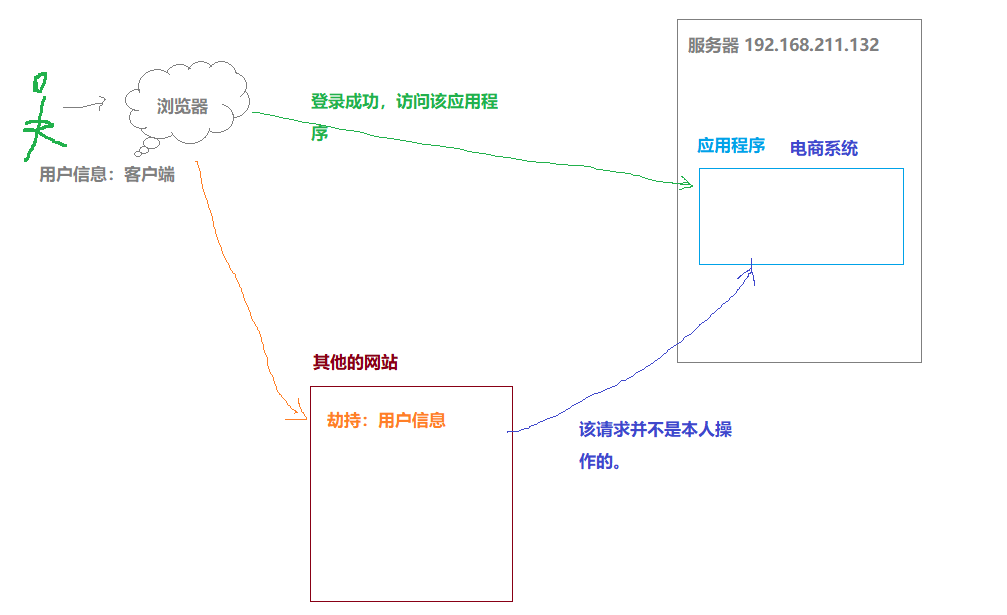 服务器 192.168.211.132
浏览器
登录成功，访问该应用程
序
应用程序
电商系统
用户信息：客户端
其他的网站
劫持：用户信息
该请求并不是本人操
作的。